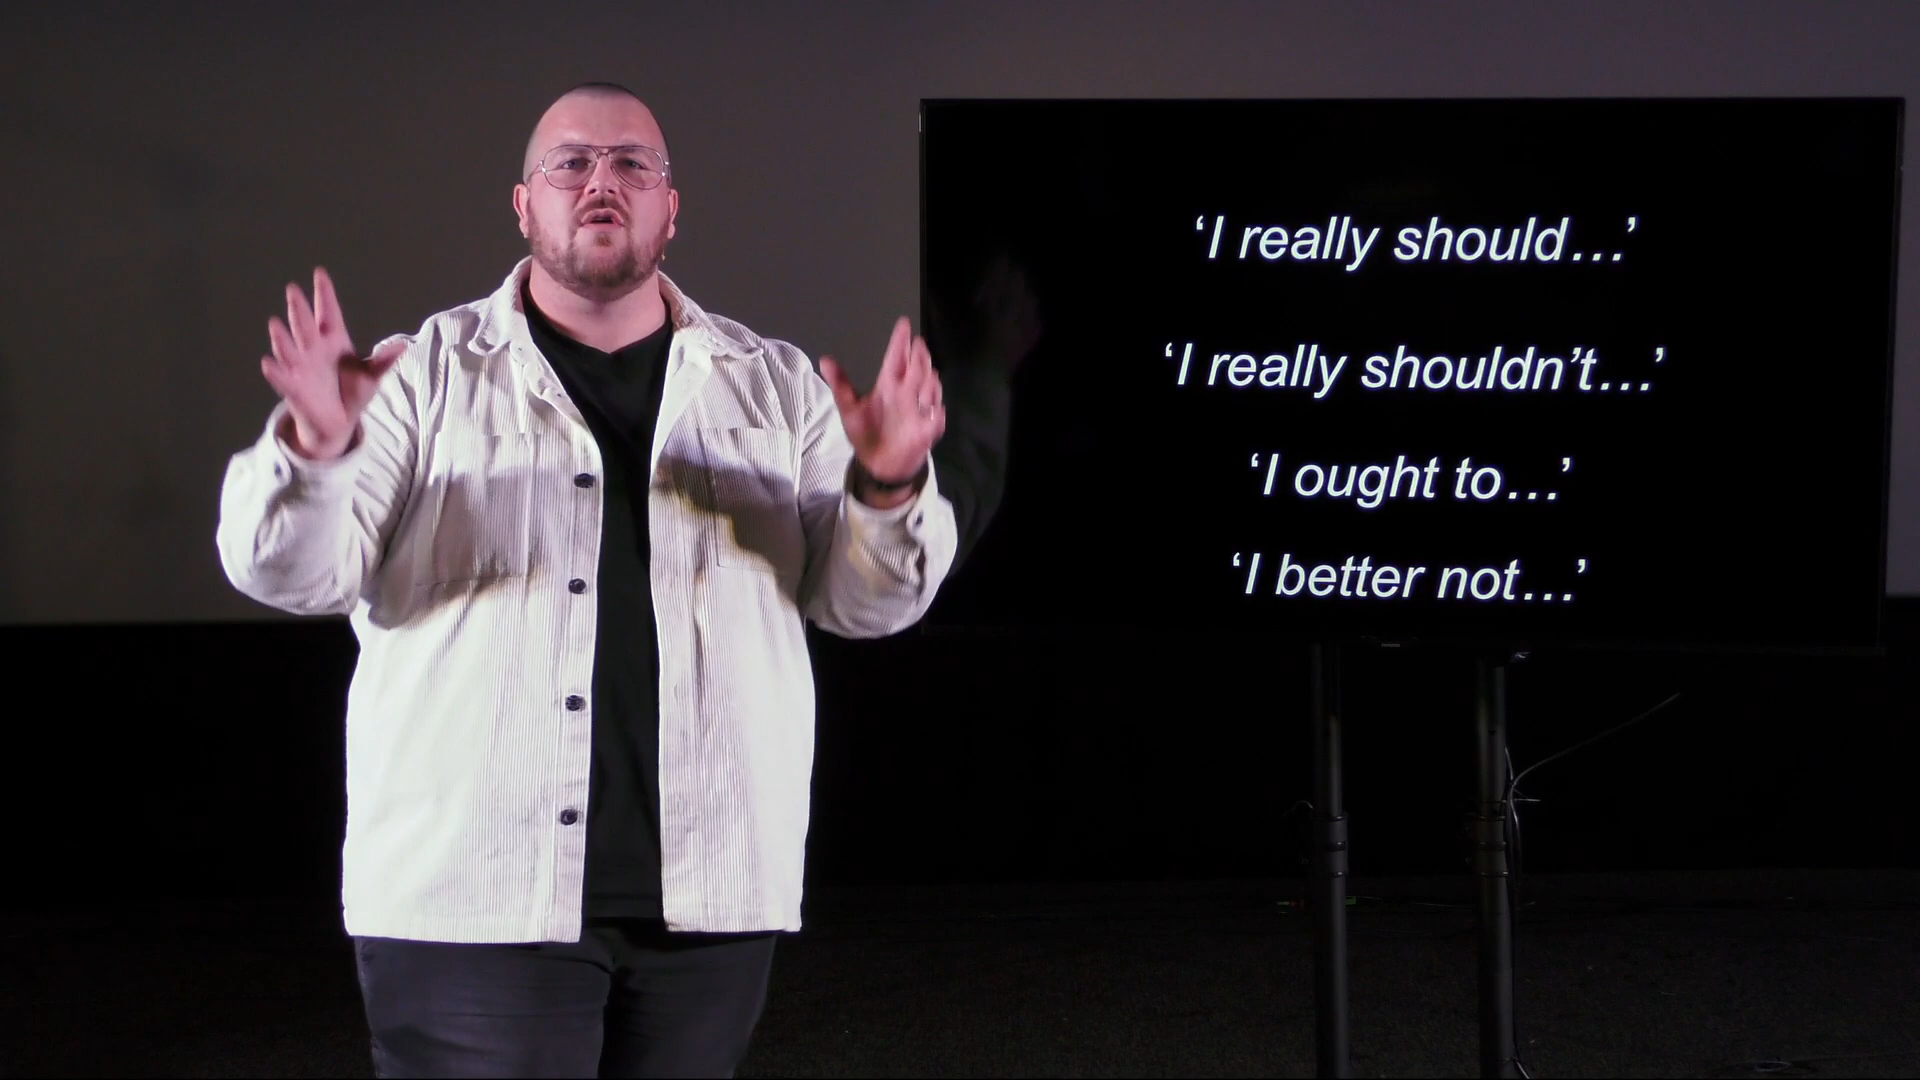 ‘I really should…’
‘I really shouldn’t…’
‘I ought to…’
‘I better not…’